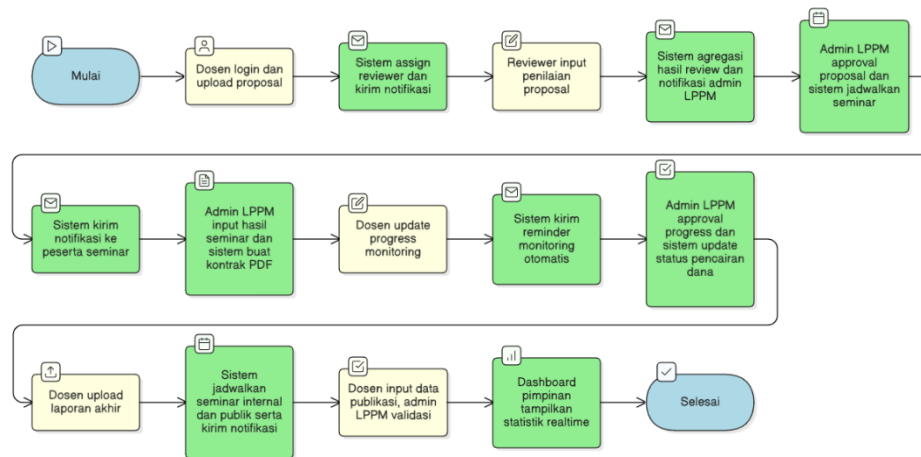 Mulai
Dosen login dan
upload proposal
Sistem assign
reviewer dan
kirim notifikasi
Reviewer input
penilaian
proposal
Sistem agregasi
hasil review dan
notifikasi admin
LPPM
Admin LPPM
approval
proposal dan
sistem jadwalkan
seminar
Sistem kirim
notifikasi ke
peserta seminar
Admin LPPM
input hasil
seminar dan
sistem buat
kontrak PDF
Dosen update
progress
monitoring
Sistem kirim
reminder
monitoring
otomatis
Admin LPPM
approval
progress dan
sistem update
status pencairan
dana
Dosen upload
laporan akhir
Sistem
jadwalkan
seminar internal
dan publik serta
kirim notifikasi
Dosen input data
publikasi, admin
LPPM validasi
Dashboard
pimpinan
tampilkan
statistik realtime
Selesai